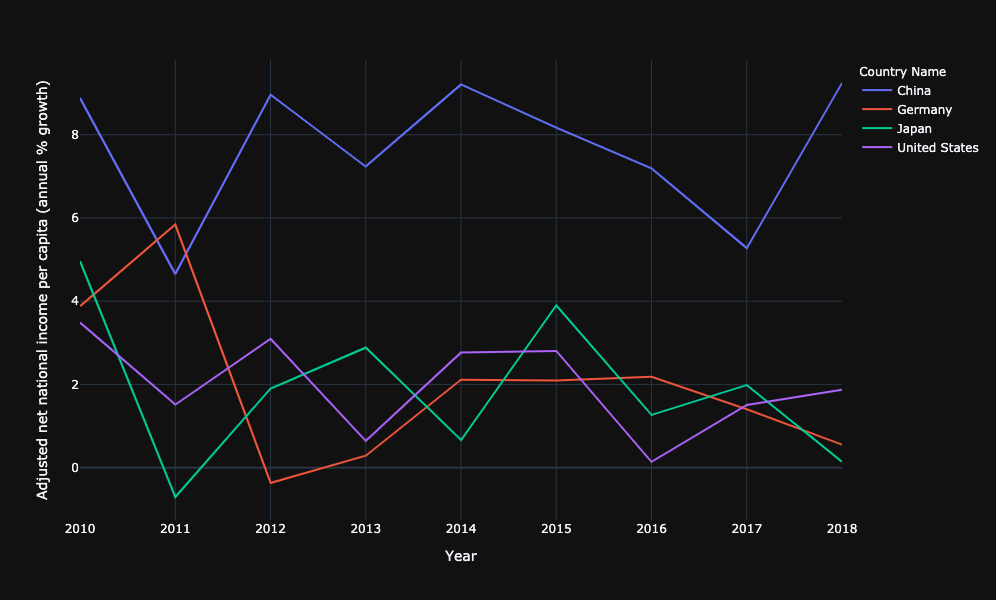 Country Name
China
Germany
Japan
United States
Adjusted net national income per capita (annual % growth)
8
6
4
2
0
2010 2011 2012 2013 2014 2015 2016 2017 2018
Year